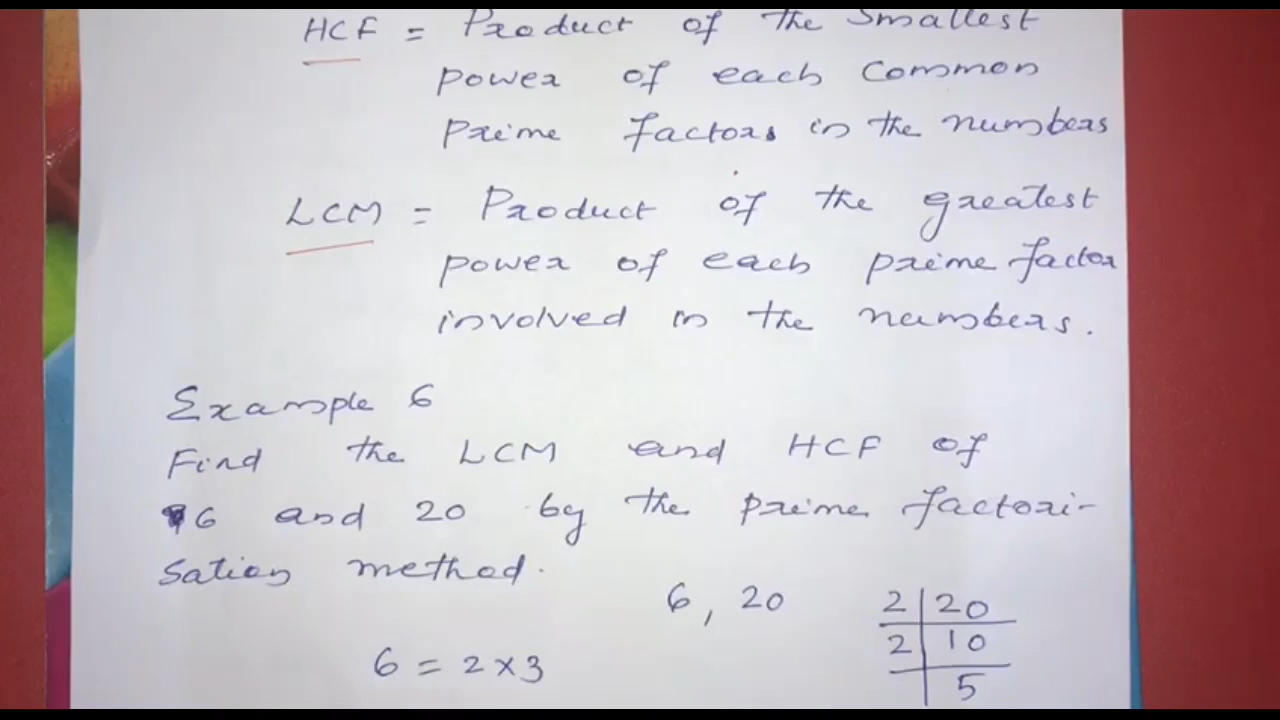 HCF = Product of the Smallest
power of each Common
prime factors in the numbers
LCM = Product of the greatest
power of each prime factor
involved in the numbers.
Example 6
Find the LCM and HCF of
6 and 20 by the prime factori-
sation method.
6, 20
2 | 20
2 | 10
5
6 = 2 × 3